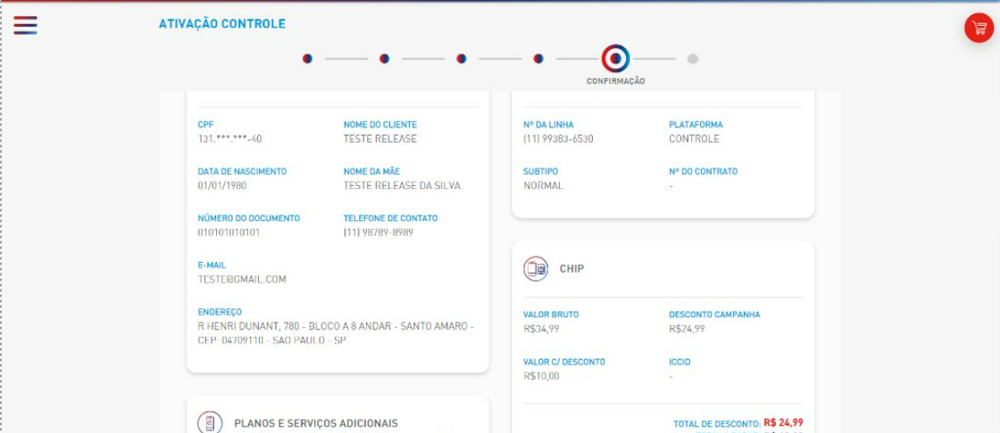 ATIVAÇÃO CONTROLE
CONFIRMAÇÃO
CPF
131.***.***-40
NOME DO CLIENTE
TESTE RELEASE
DATA DE NASCIMENTO
01/01/1980
NOME DA MÃE
TESTE RELEASE DA SILVA
NÚMERO DO DOCUMENTO
010101010101
TELEFONE DE CONTATO
(11) 98789-8989
E-MAIL
TESTE@GMAIL.COM
ENDEREÇO
R HENRI DUNANT, 780 - BLOCO A 8 ANDAR - SANTO AMARO -
CEP: 04709110 - SAO PAULO - SP
PLANOS E SERVIÇOS ADICIONAIS
Nº DA LINHA
(11) 99383-6530
PLATAFORMA
CONTROLE
SUBTIPO
NORMAL
Nº DO CONTRATO
-
CHIP
VALOR BRUTO
R$34,99
DESCONTO CAMPANHA
R$24,99
VALOR C/ DESCONTO
R$10,00
ICCID
-
TOTAL DE DESCONTO: R$ 24,99